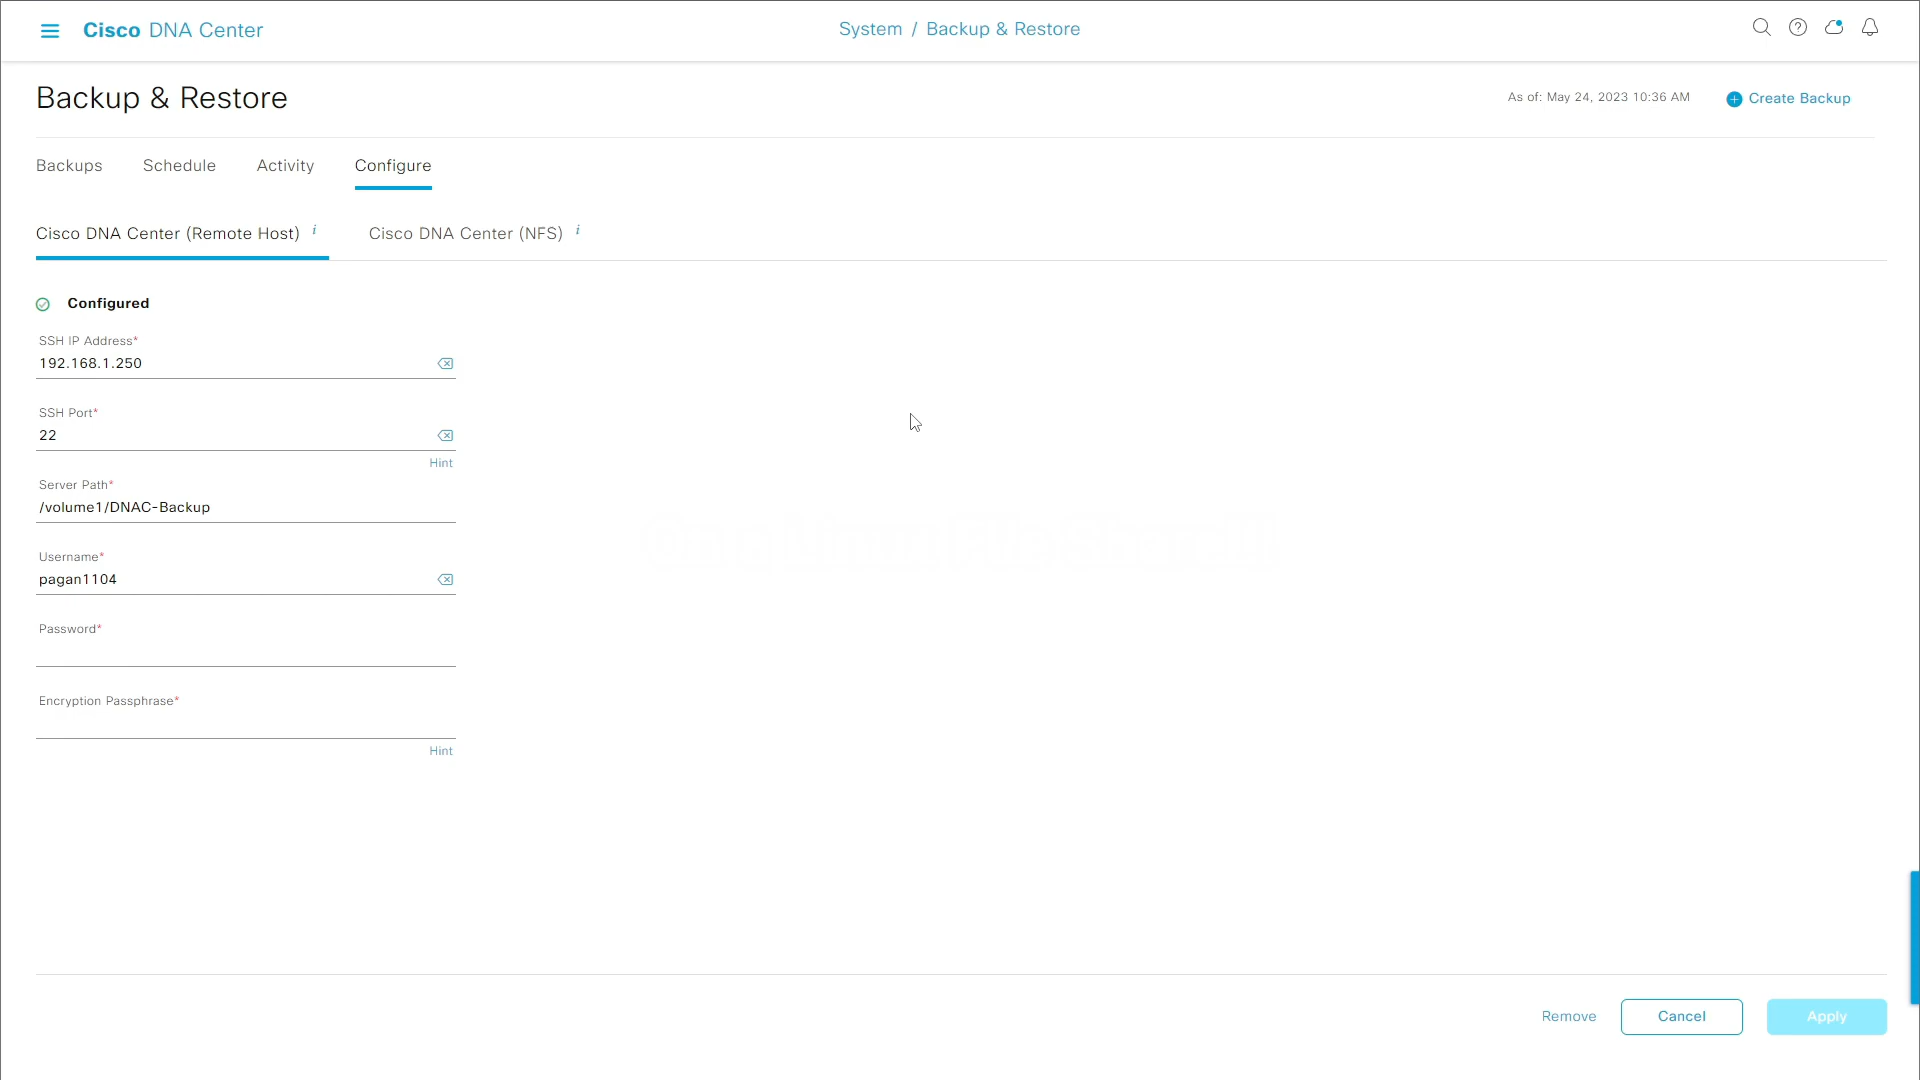 Cisco DNA Center
System / Backup & Restore
Backup & Restore
As of: May 24, 2023 10:36 AM
Create Backup
Backups Schedule Activity Configure
Cisco DNA Center (Remote Host) i Cisco DNA Center (NFS) i
Configured
SSH IP Address*
192.168.1.250
SSH Port*
22
Hint
Server Path*
/volume1/DNAC-Backup
Username*
pagan1104
Password*
Encryption Passphrase*
Hint
Remove Cancel Apply